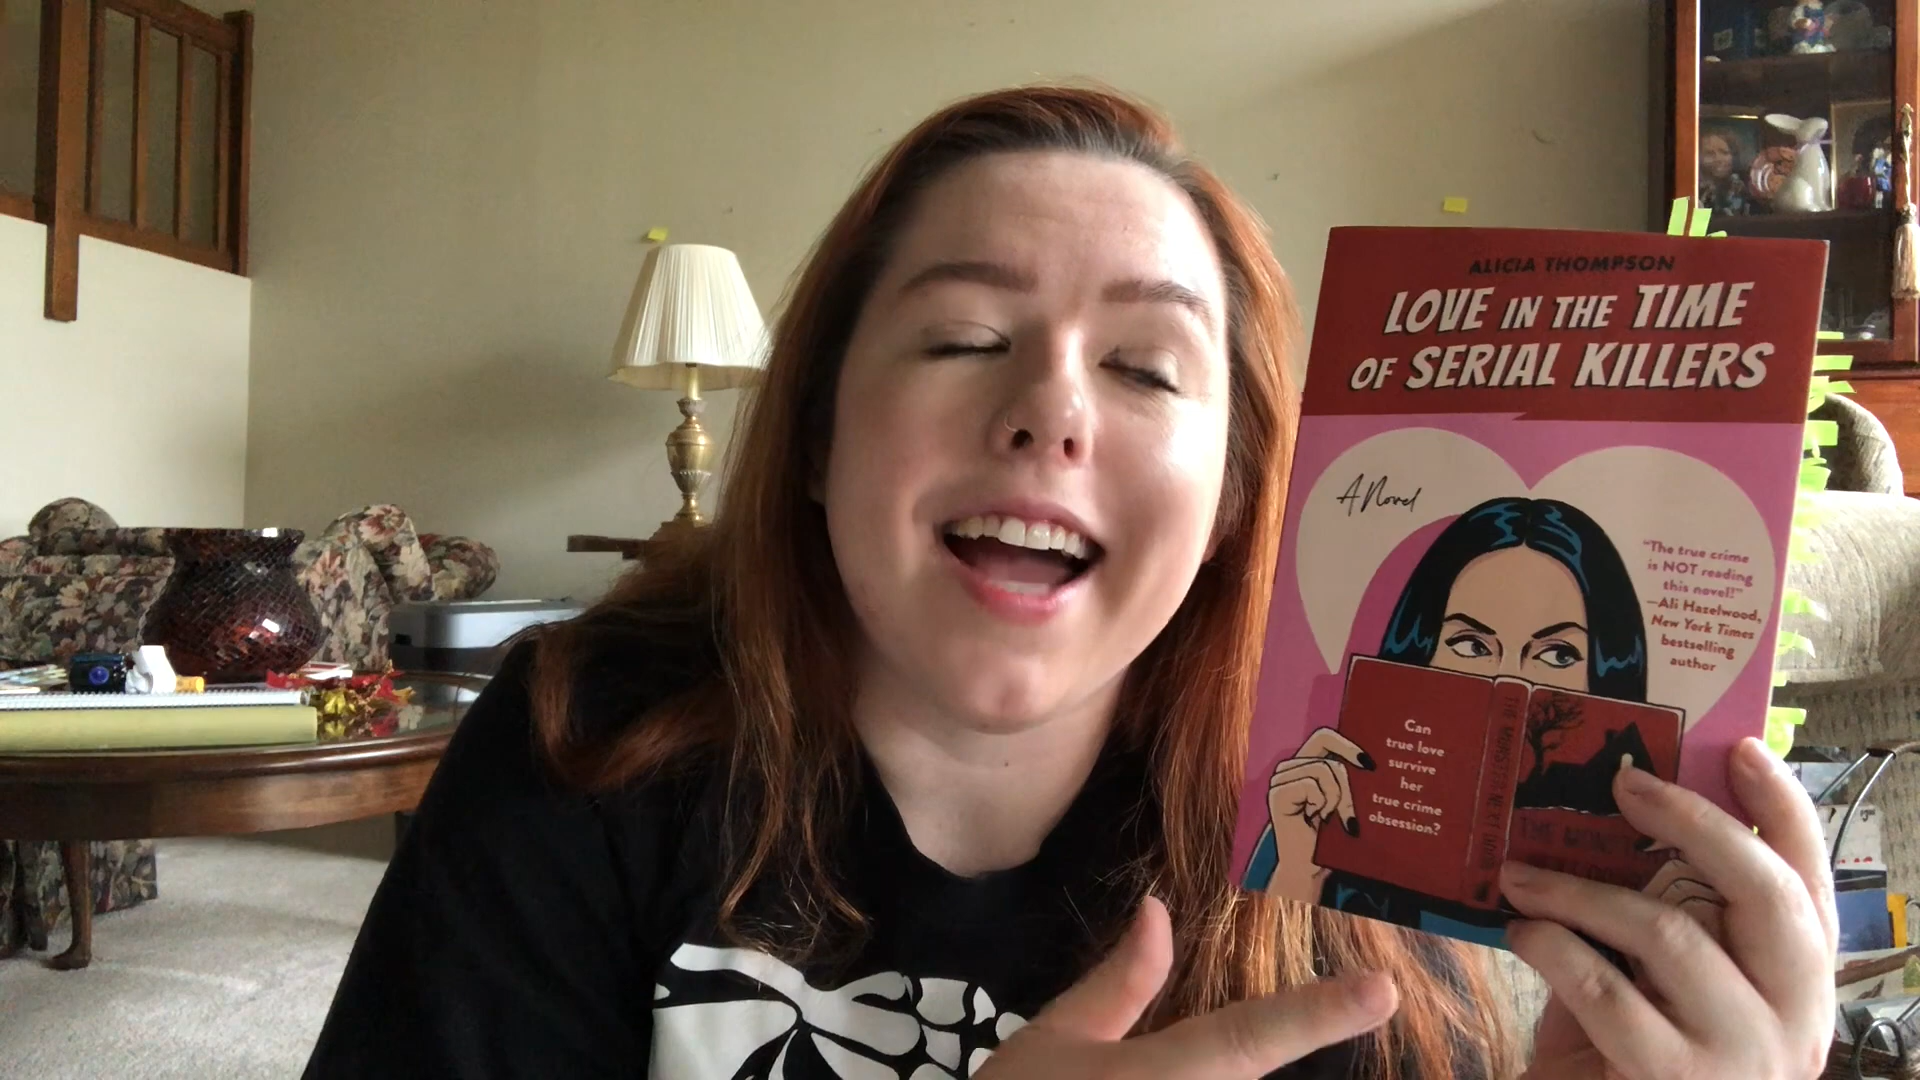 ALICIA THOMPSON
LOVE IN THE TIME
OF SERIAL KILLERS
A Novel
"The true crime
is NOT reading
this novel!"
—Ali Hazelwood,
New York Times
bestselling
author
Can
true love
survive
her
true crime
obsession?